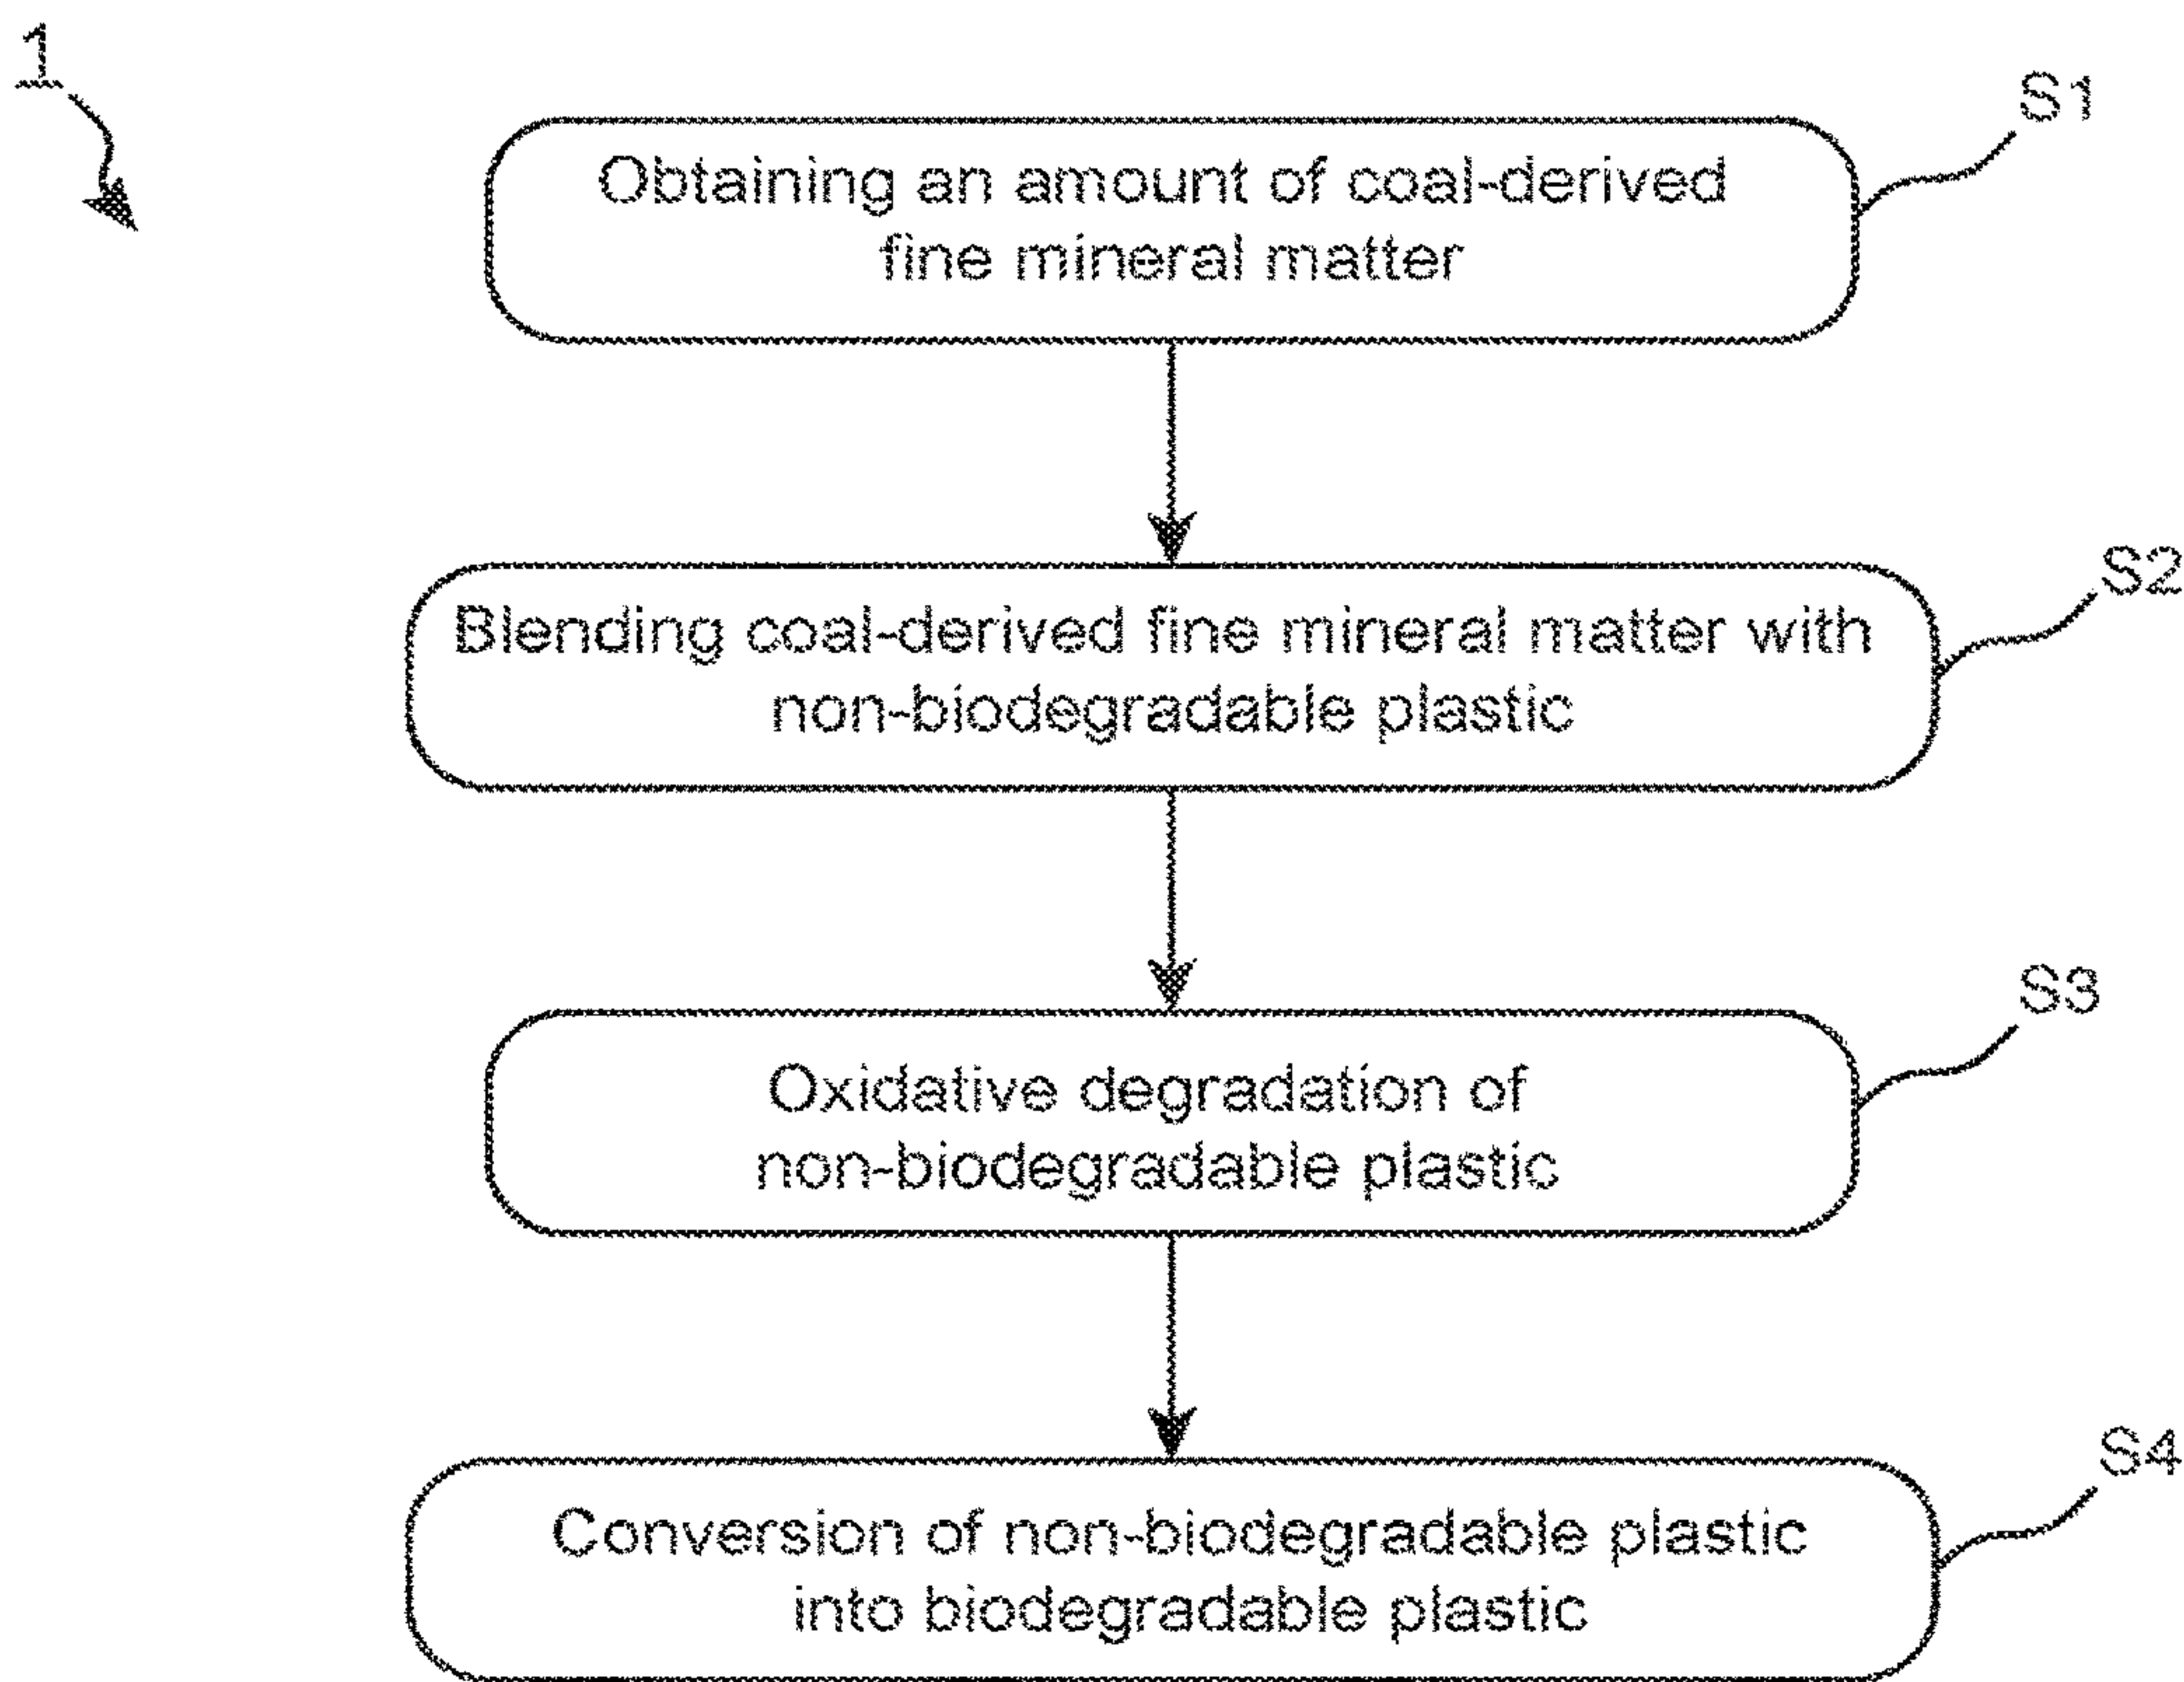 1
S1
Obtaining an amount of coal-derived
fine mineral matter
S2
Blending coal-derived fine mineral matter with
non-biodegradable plastic
S3
Oxidative degradation of
non-biodegradable plastic
S4
Conversion of non-biodegradable plastic
into biodegradable plastic